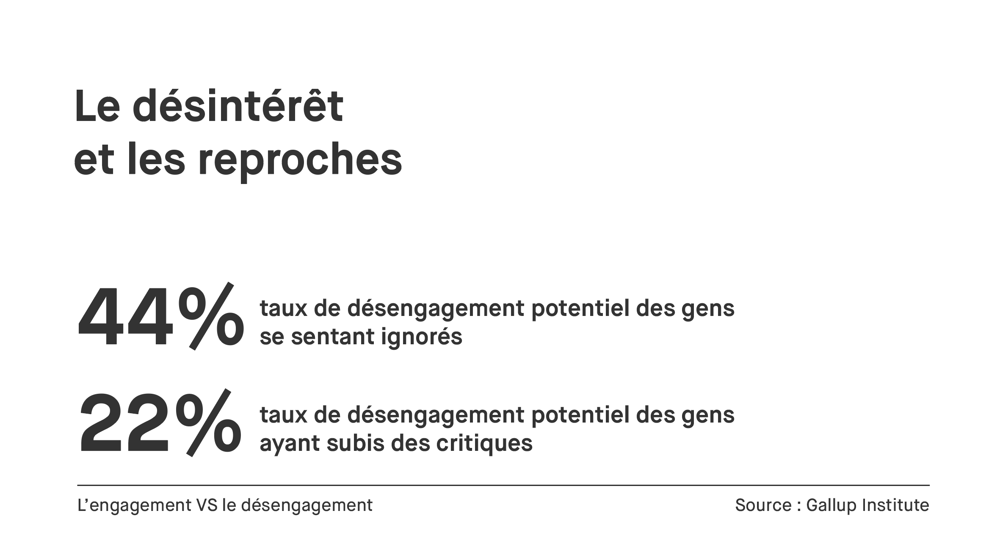 Le désintérêt
et les reproches
44% taux de désengagement potentiel des gens
se sentant ignorés
22% taux de désengagement potentiel des gens
ayant subis des critiques
L’engagement VS le désengagement
Source : Gallup Institute